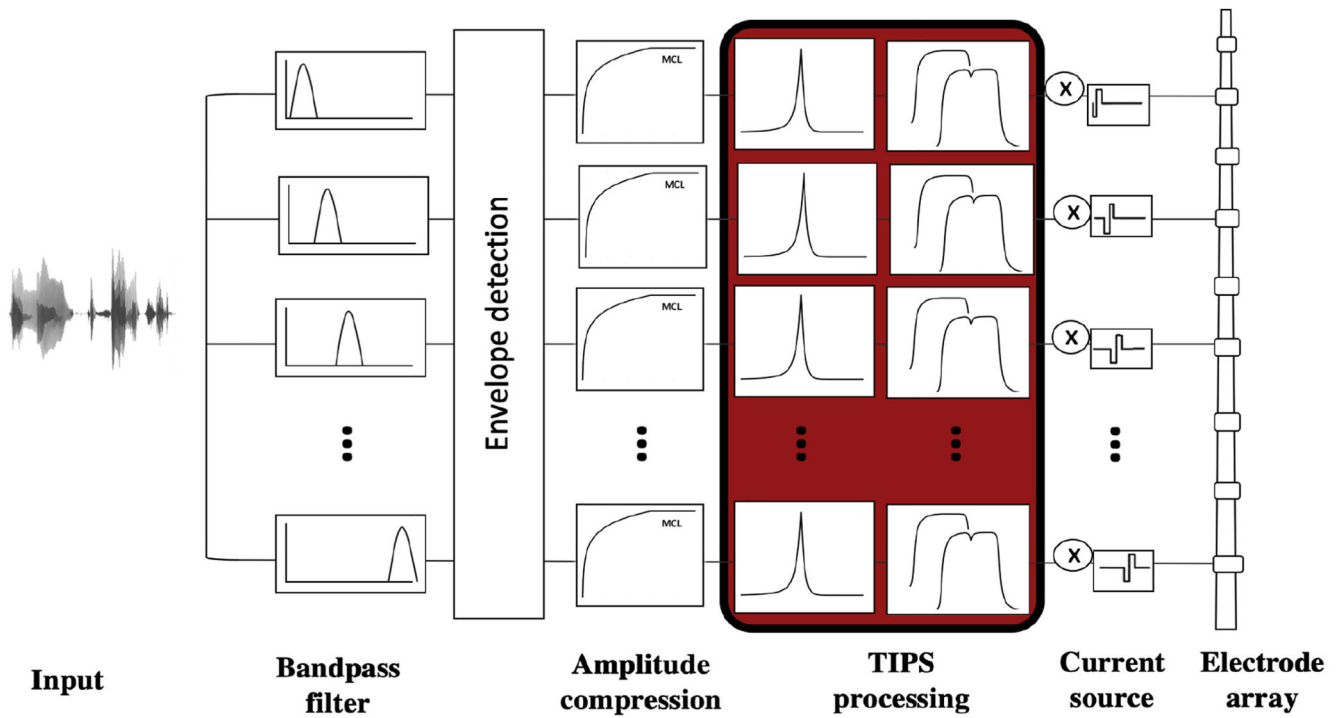 MCL
X
MCL
X
MCL
X
MCL
X
Envelope detection
Input
Bandpass
filter
Amplitude
compression
TIPS
processing
Current
source
Electrode
array